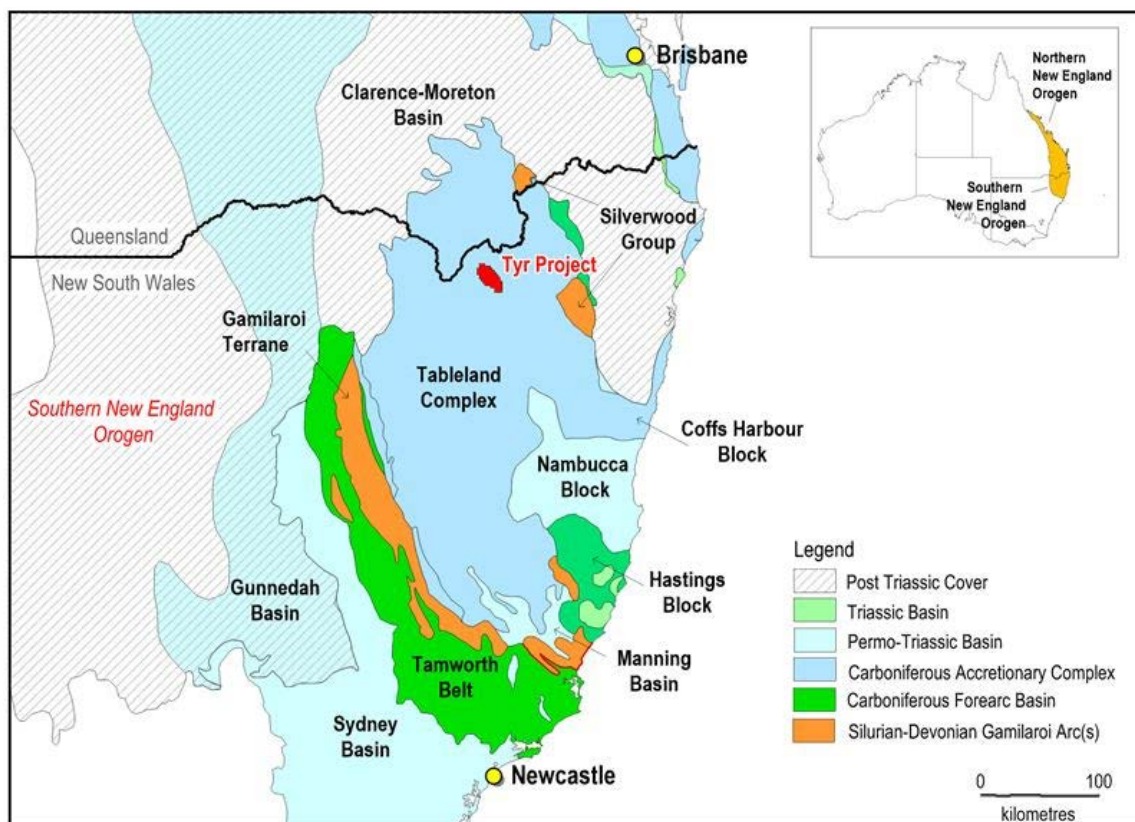 Brisbane
Clarence-Moreton
Basin
Northern
New England
Orogen
Southern
New England
Orogen
Silverwood
Group
Queensland
New South Wales
Tyr Project
Gamilaroi
Terrane
Tableland
Complex
Southern New England
Orogen
Coffs Harbour
Block
Nambucca
Block
Gunnedah
Basin
Hastings
Block
Tamworth
Belt
Manning
Basin
Sydney
Basin
Newcastle
Legend
Post Triassic Cover
Triassic Basin
Permo-Triassic Basin
Carboniferous Accretionary Complex
Carboniferous Forearc Basin
Silurian-Devonian Gamilaroi Arc(s)
0 100
kilometres